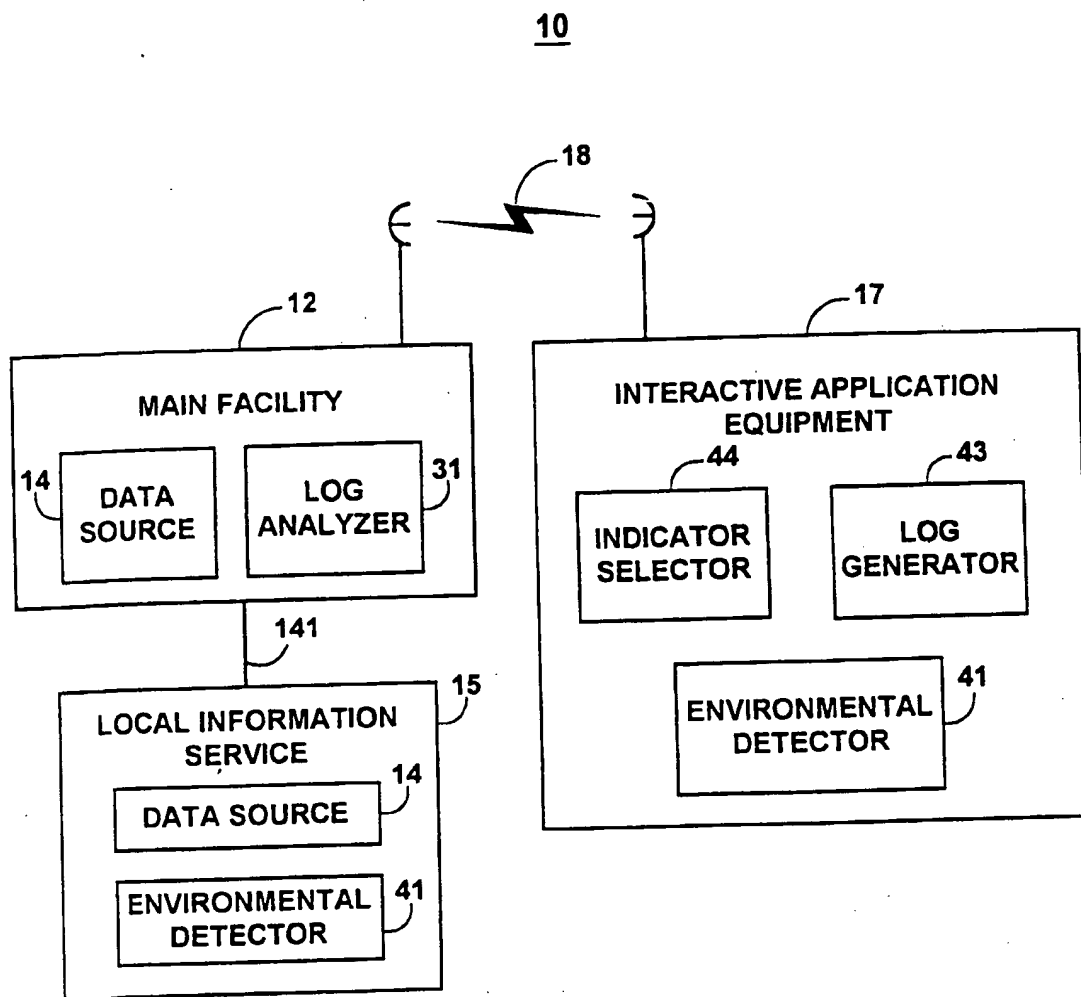 10
18
12
17
MAIN FACILITY
INTERACTIVE APPLICATION
EQUIPMENT
14
DATA
SOURCE
LOG
ANALYZER
31
44
43
INDICATOR
SELECTOR
LOG
GENERATOR
141
15
LOCAL INFORMATION
SERVICE
ENVIRONMENTAL
DETECTOR
41
DATA SOURCE
14
ENVIRONMENTAL
DETECTOR
41